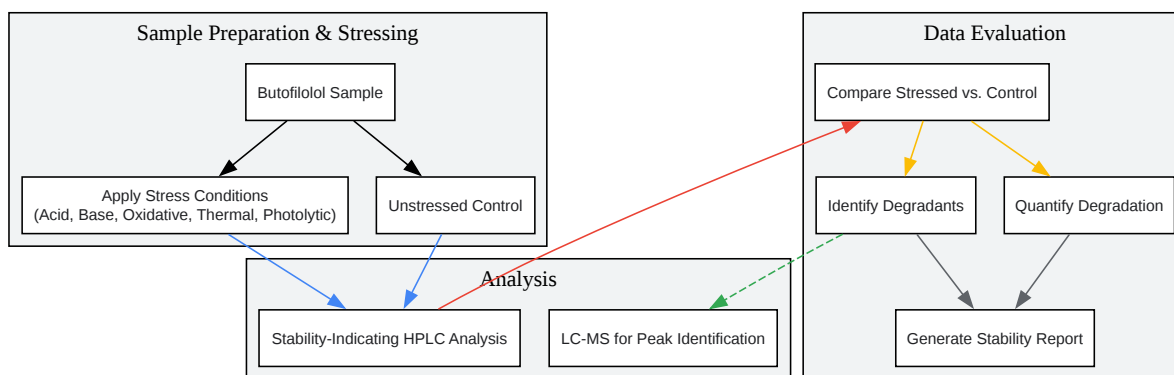 Sample Preparation & Stressing
Butofilolol Sample
Apply Stress Conditions
(Acid, Base, Oxidative, Thermal, Photolytic)
Unstressed Control
Analysis
Stability-Indicating HPLC Analysis
LC-MS for Peak Identification
Data Evaluation
Compare Stressed vs. Control
Identify Degradants
Quantify Degradation
Generate Stability Report